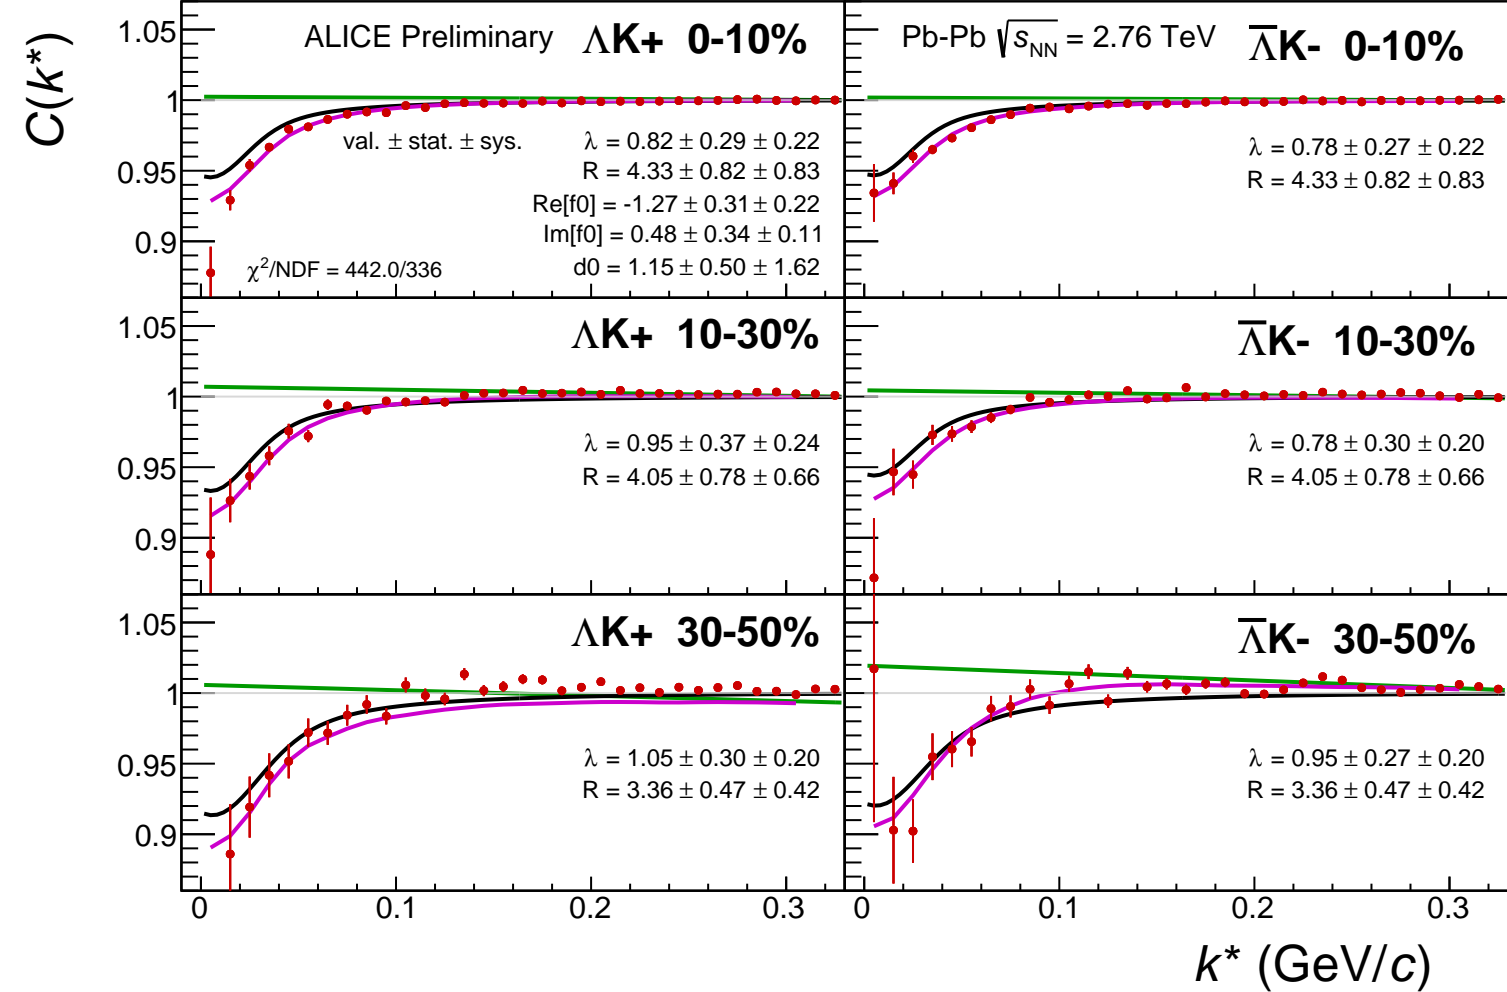 C(k*)
ALICE Preliminary ΛK+ 0-10%
val. ± stat. ± sys.
λ = 0.82 ± 0.29 ± 0.22
R = 4.33 ± 0.82 ± 0.83
Re[f0] = -1.27 ± 0.31 ± 0.22
Im[f0] = 0.48 ± 0.34 ± 0.11
χ²/NDF = 442.0/336
d0 = 1.15 ± 0.50 ± 1.62
1.05
1
0.95
0.9
Pb-Pb √s_NN = 2.76 TeV Λ̅K- 0-10%
λ = 0.78 ± 0.27 ± 0.22
R = 4.33 ± 0.82 ± 0.83
ΛK+ 10-30%
λ = 0.95 ± 0.37 ± 0.24
R = 4.05 ± 0.78 ± 0.66
1.05
1
0.95
0.9
Λ̅K- 10-30%
λ = 0.78 ± 0.30 ± 0.20
R = 4.05 ± 0.78 ± 0.66
ΛK+ 30-50%
λ = 1.05 ± 0.30 ± 0.20
R = 3.36 ± 0.47 ± 0.42
1.05
1
0.95
0.9
Λ̅K- 30-50%
λ = 0.95 ± 0.27 ± 0.20
R = 3.36 ± 0.47 ± 0.42
0 0.1 0.2 0.3
0 0.1 0.2 0.3
k* (GeV/c)